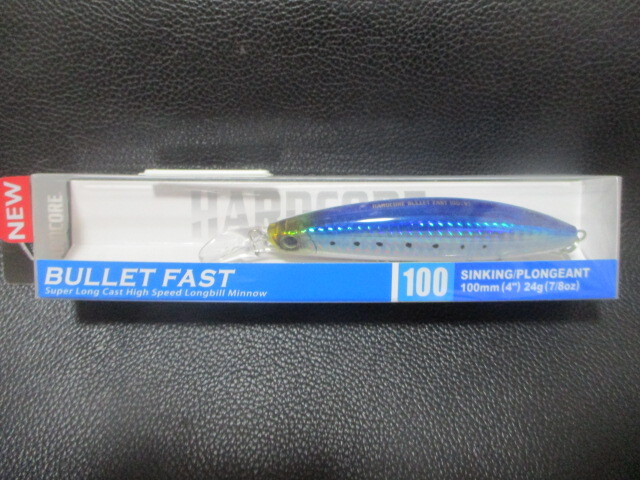 NEW
HARDCORE
BULLET FAST
Super Long Cast High Speed Longbill Minnow
100
SINKING/PLONGEANT
100mm (4") 24g (7/8oz)